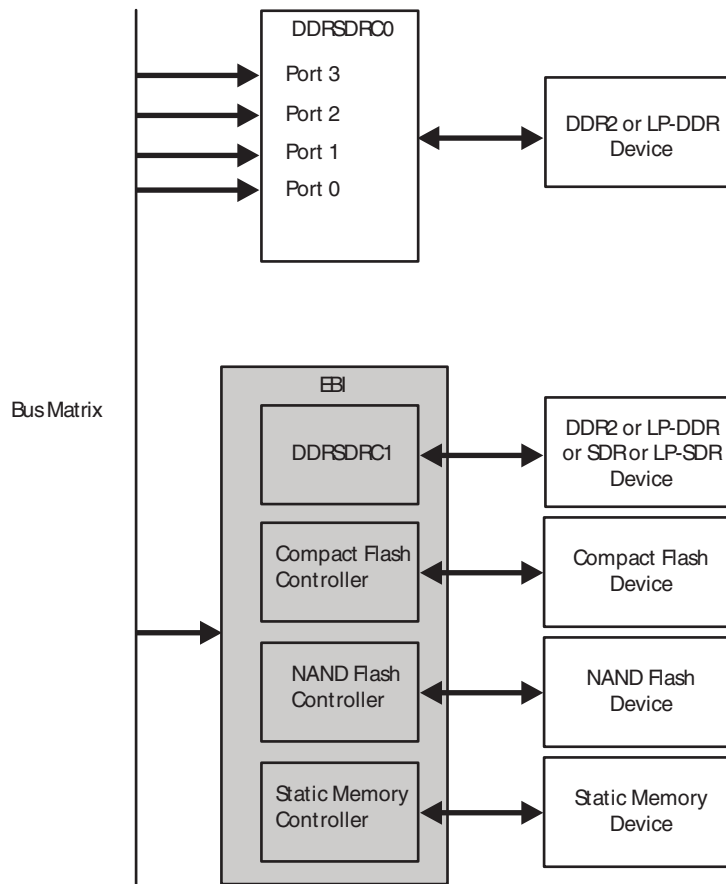 DDRSDRC0
Port 3
Port 2
Port 1
Port 0
DDR2 or LP-DDR
Device
Bus Matrix
EBI
DDRSDRC1
DDR2 or LP-DDR
or SDR or LP-SDR
Device
Compact Flash
Controller
Compact Flash
Device
NAND Flash
Controller
NAND Flash
Device
Static Memory
Controller
Static Memory
Device